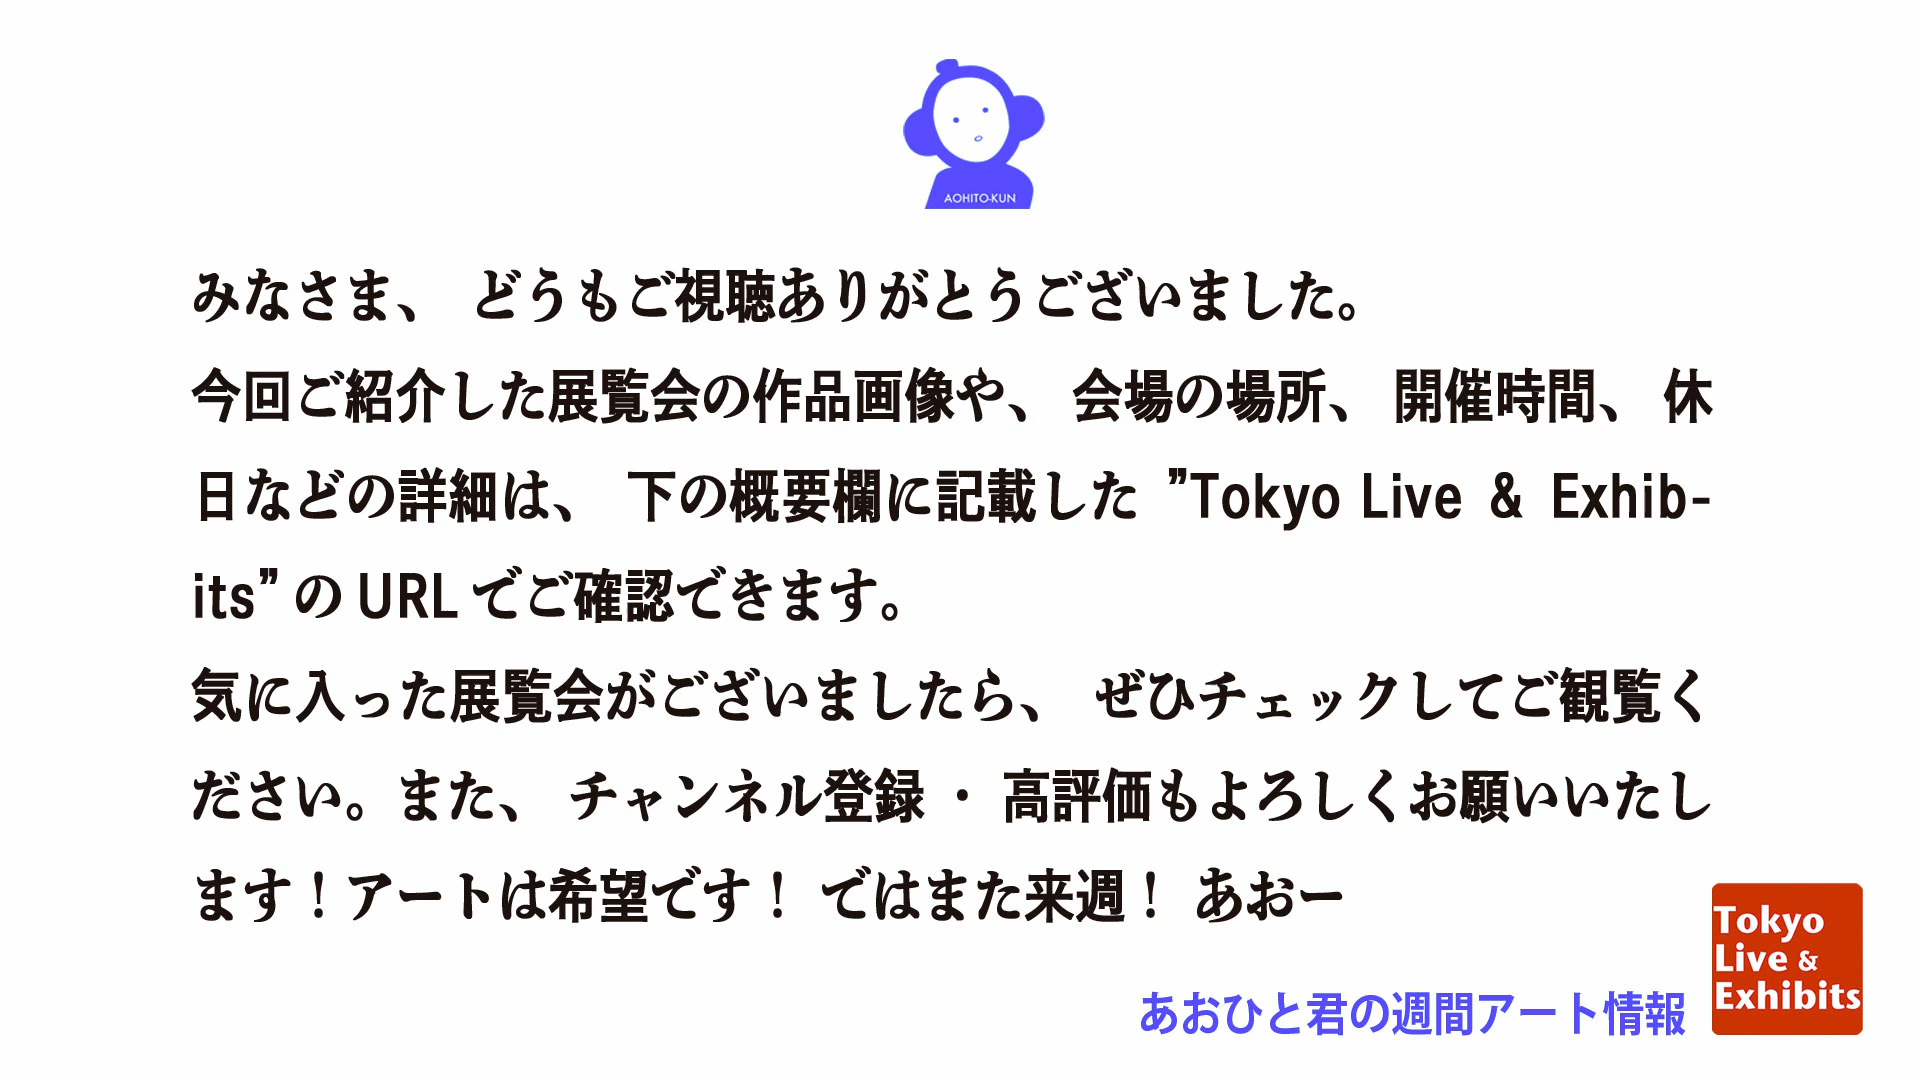 AOHITO-KUN
みなさま、 どうもご視聴ありがとうございました。
今回ご紹介した展覧会の作品画像や、 会場の場所、 開催時間、 休
日などの詳細は、 下の概要欄に記載した ”Tokyo Live & Exhib-
its” の URL でご確認できます。
気に入った展覧会がございましたら、 ぜひチェックしてご観覧く
ださい。また、 チャンネル登録 ・ 高評価もよろしくお願いいたし
ます！アートは希望です！ ではまた来週！ あおー
あおひと君の週間アート情報
Tokyo
Live &
Exhibits